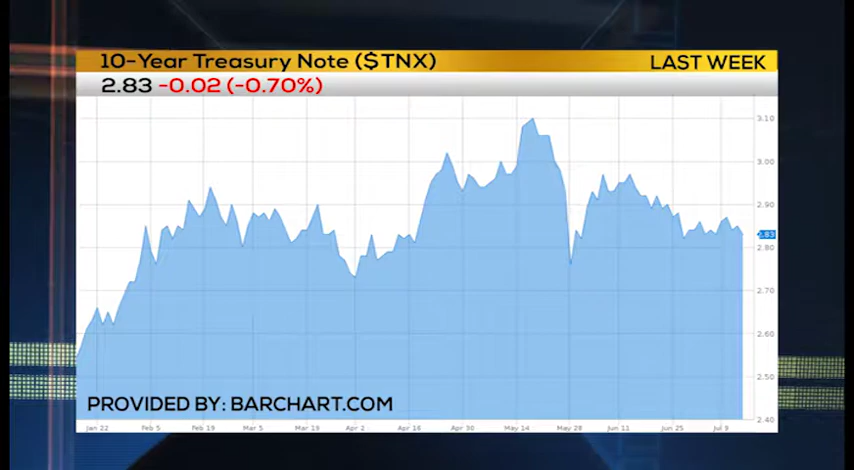 10-Year Treasury Note ($TNX) LAST WEEK
2.83 -0.02 (-0.70%)
3.10
3.00
2.90
2.83
2.80
2.70
2.60
2.50
2.40
PROVIDED BY: BARCHART.COM
Jan 22 Feb 5 Feb 19 Mar 5 Mar 19 Apr 2 Apr 16 Apr 30 May 14 May 28 Jun 11 Jun 25 Jul 9